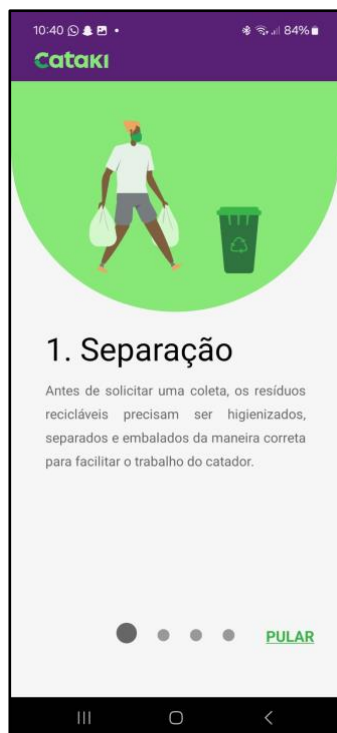 10:40
84%
Cataki
1. Separação
Antes de solicitar uma coleta, os resíduos
recicláveis precisam ser higienizados,
separados e embalados da maneira correta
para facilitar o trabalho do catador.
PULAR